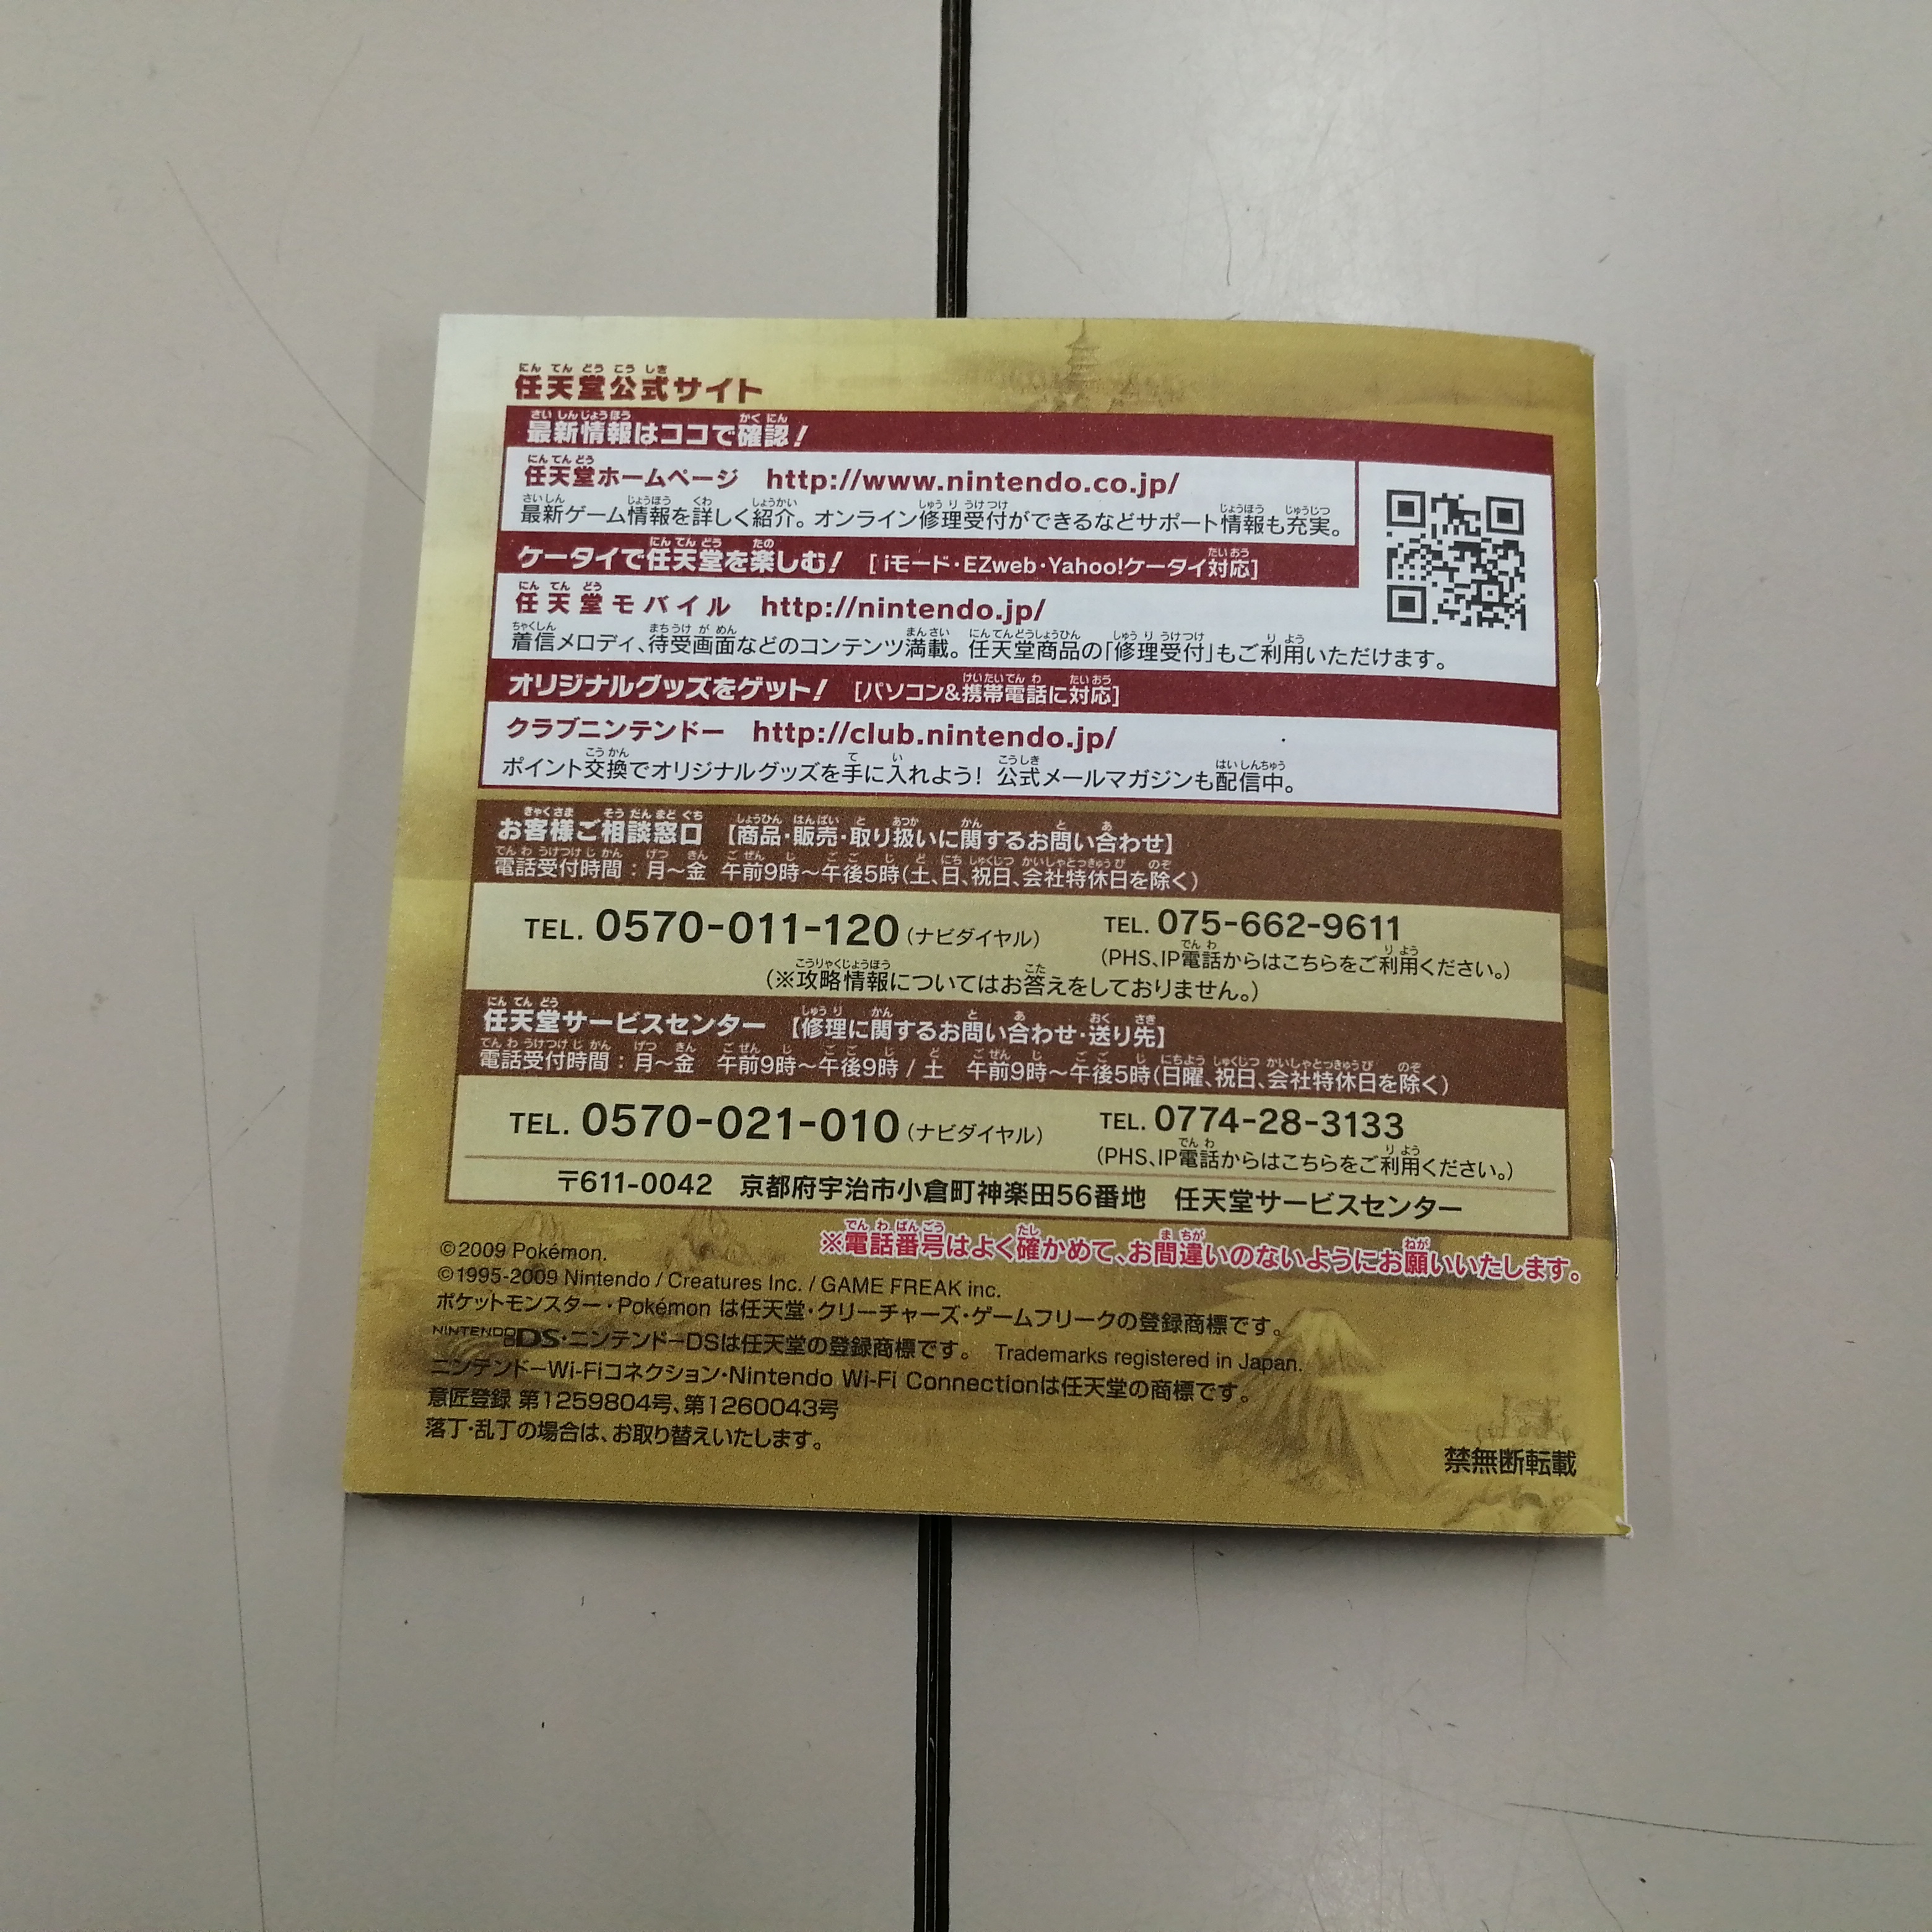 任天堂公式サイト
最新情報はココで確認！
任天堂ホームページ http://www.nintendo.co.jp/
最新ゲーム情報を詳しく紹介。オンライン修理受付ができるなどサポート情報も充実。
ケータイで任天堂を楽しむ！ [iモード・EZweb・Yahoo!ケータイ対応]
任天堂モバイル http://nintendo.jp/
着信メロディ、待受画面などのコンテンツ満載。任天堂商品の「修理受付」もご利用いただけます。
オリジナルグッズをゲット！ [パソコン&携帯電話に対応]
クラブニンテンドー http://club.nintendo.jp/
ポイント交換でオリジナルグッズを手に入れよう！ 公式メールマガジンも配信中。
お客様ご相談窓口 【商品・販売・取り扱いに関するお問い合わせ】
電話受付時間：月〜金 午前9時〜午後5時(土、日、祝日、会社特休日を除く)
TEL. 0570-011-120 (ナビダイヤル) TEL. 075-662-9611
(PHS、IP電話からはこちらをご利用ください。)
(※攻略情報についてはお答えをしておりません。)
任天堂サービスセンター 【修理に関するお問い合わせ・送り先】
電話受付時間：月〜金 午前9時〜午後9時 / 土 午前9時〜午後5時(日曜、祝日、会社特休日を除く)
TEL. 0570-021-010 (ナビダイヤル) TEL. 0774-28-3133
(PHS、IP電話からはこちらをご利用ください。)
〒611-0042 京都府宇治市小倉町神楽田56番地 任天堂サービスセンター
※電話番号はよく確かめて、お間違いのないようにお願いいたします。
©2009 Pokémon.
©1995-2009 Nintendo / Creatures Inc. / GAME FREAK inc.
ポケットモンスター・Pokémon は任天堂・クリーチャーズ・ゲームフリークの登録商標です。
NINTENDO DS・ニンテンドーDSは任天堂の登録商標です。 Trademarks registered in Japan.
ニンテンドーWi-Fiコネクション・Nintendo Wi-Fi Connectionは任天堂の商標です。
意匠登録 第1259804号、第1260043号
落丁・乱丁の場合は、お取り替えいたします。
禁無断転載